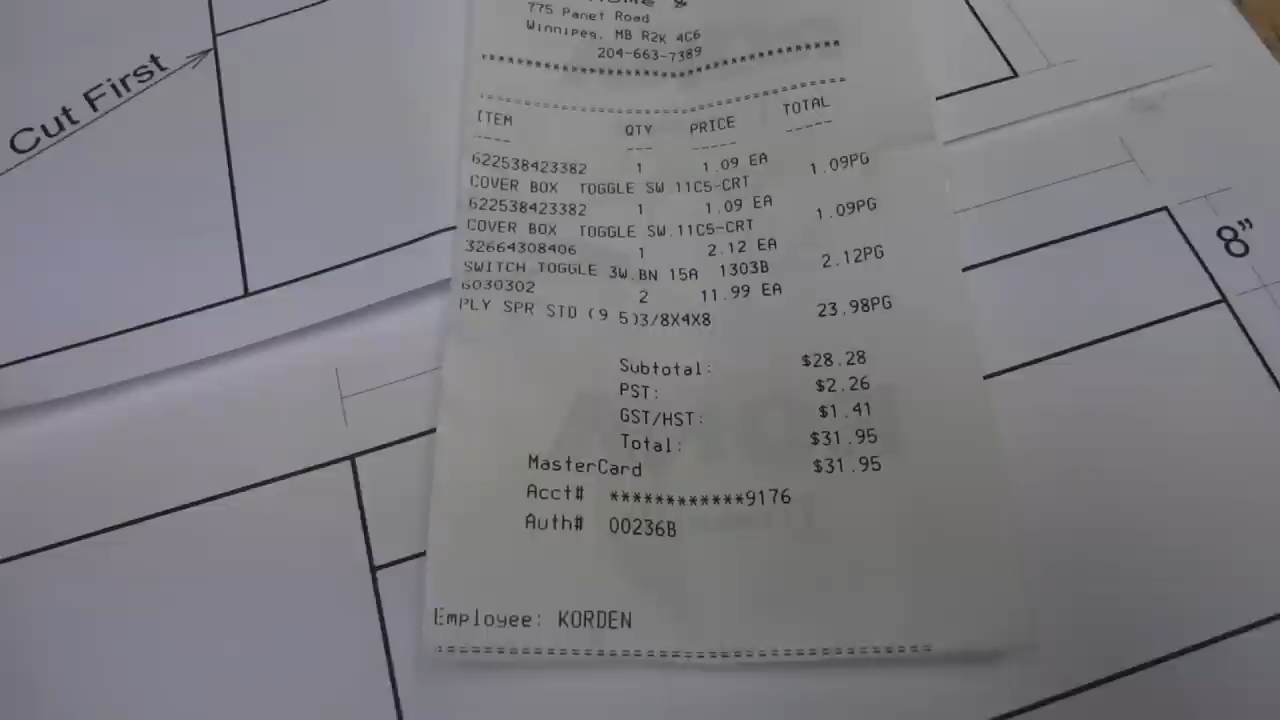 775 Panet Road
Winnipeg, MB R2K 4C6
204-663-7389
ITEM QTY PRICE TOTAL
622538423382 1 1.09 EA 1.09PG
COVER BOX TOGGLE SW 11C5-CRT
622538423382 1 1.09 EA 1.09PG
COVER BOX TOGGLE SW.11C5-CRT
32664308406 1 2.12 EA 2.12PG
SWITCH TOGGLE 3W.BN 15A 1303B
6030302 2 11.99 EA 23.98PG
PLY SPR STD (9 5)3/8X4X8
Subtotal: $28.28
PST: $2.26
GST/HST: $1.41
Total: $31.95
MasterCard $31.95
Acct# ************9176
Auth# 00236B
Employee: KORDEN
Cut First
8"